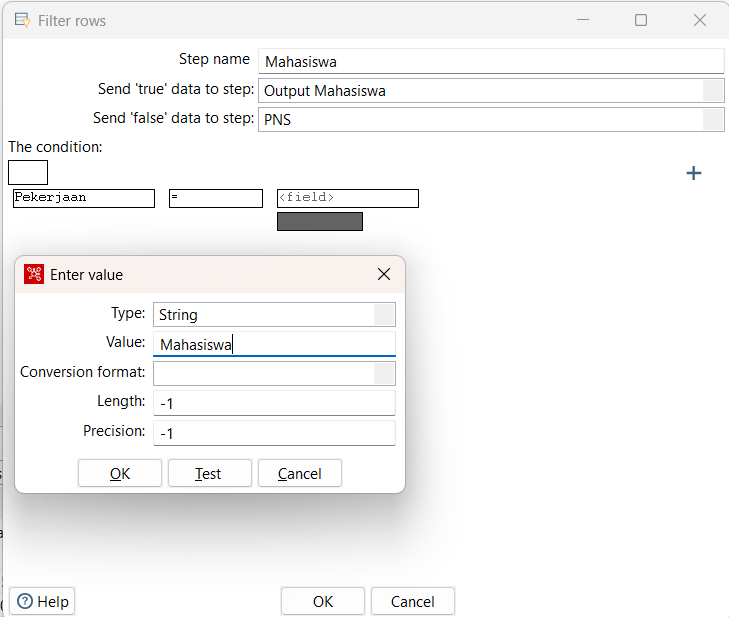 Filter rows
Step name Mahasiswa
Send 'true' data to step: Output Mahasiswa
Send 'false' data to step: PNS
The condition:
Pekerjaan = <field>
Enter value
Type: String
Value: Mahasiswa
Conversion format:
Length: -1
Precision: -1
OK Test Cancel
Help OK Cancel